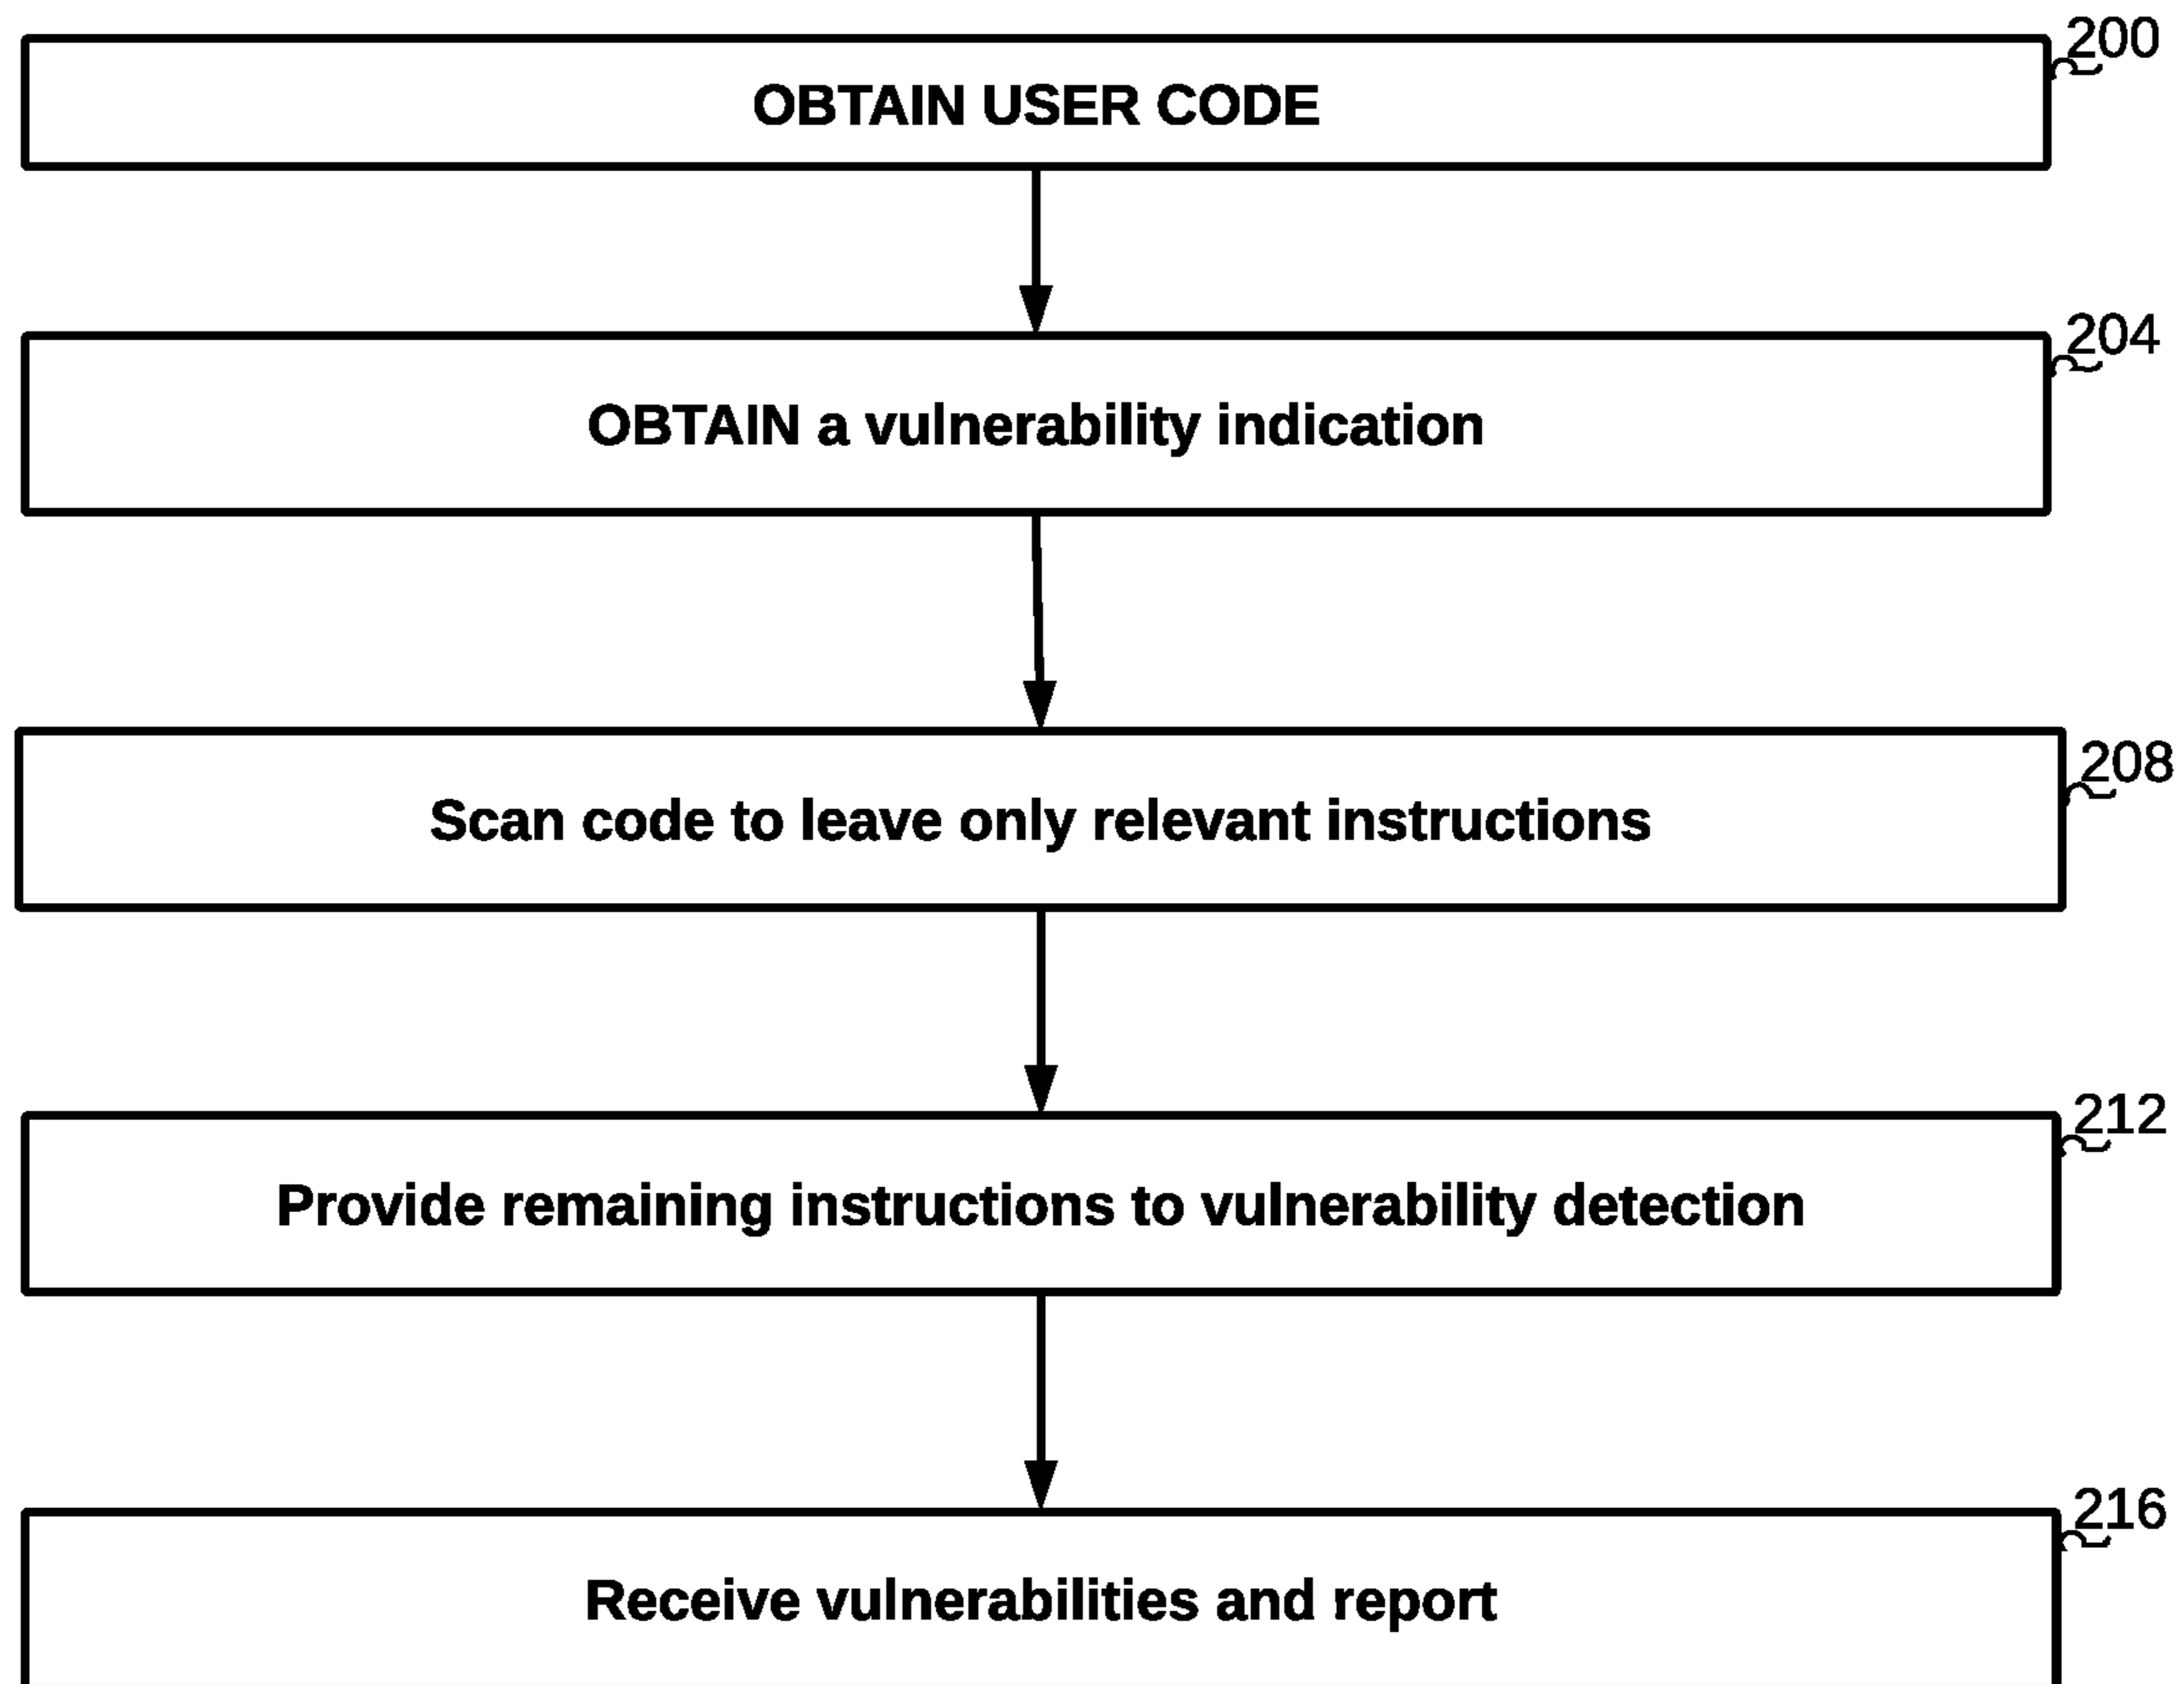 200
OBTAIN USER CODE
204
OBTAIN a vulnerability indication
208
Scan code to leave only relevant instructions
212
Provide remaining instructions to vulnerability detection
216
Receive vulnerabilities and report